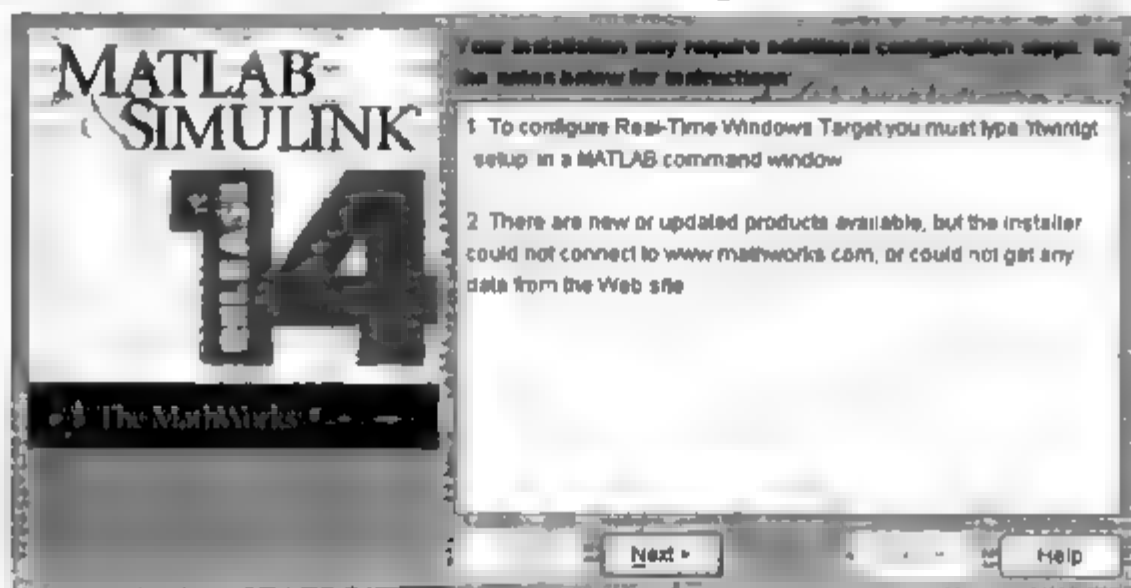 MATLAB
SIMULINK
RELEASE
14
The MathWorks
Your installation may require additional configuration steps.
the notes below for instructions
1 To configure Real-Time Windows Target you must type 'rtwintgt
setup in a MATLAB command window
2 There are new or updated products available, but the installer
could not connect to www mathworks com, or could not get any
data from the Web site
Next
Help